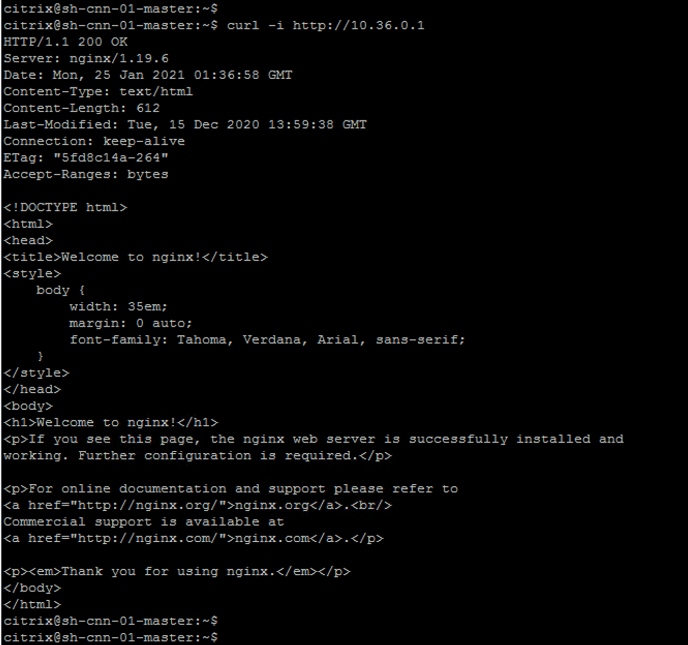 citrix@sh-cnn-01-master:~$
citrix@sh-cnn-01-master:~$ curl -i http://10.36.0.1
HTTP/1.1 200 OK
Server: nginx/1.19.6
Date: Mon, 25 Jan 2021 01:36:58 GMT
Content-Type: text/html
Content-Length: 612
Last-Modified: Tue, 15 Dec 2020 13:59:38 GMT
Connection: keep-alive
ETag: "5fd8c14a-264"
Accept-Ranges: bytes

<!DOCTYPE html>
<html>
<head>
<title>Welcome to nginx!</title>
<style>
    body {
        width: 35em;
        margin: 0 auto;
        font-family: Tahoma, Verdana, Arial, sans-serif;
    }
</style>
</head>
<body>
<h1>Welcome to nginx!</h1>
<p>If you see this page, the nginx web server is successfully installed and
working. Further configuration is required.</p>

<p>For online documentation and support please refer to
<a href="http://nginx.org/">nginx.org</a>.<br/>
Commercial support is available at
<a href="http://nginx.com/">nginx.com</a>.</p>

<p><em>Thank you for using nginx.</em></p>
</body>
</html>
citrix@sh-cnn-01-master:~$
citrix@sh-cnn-01-master:~$